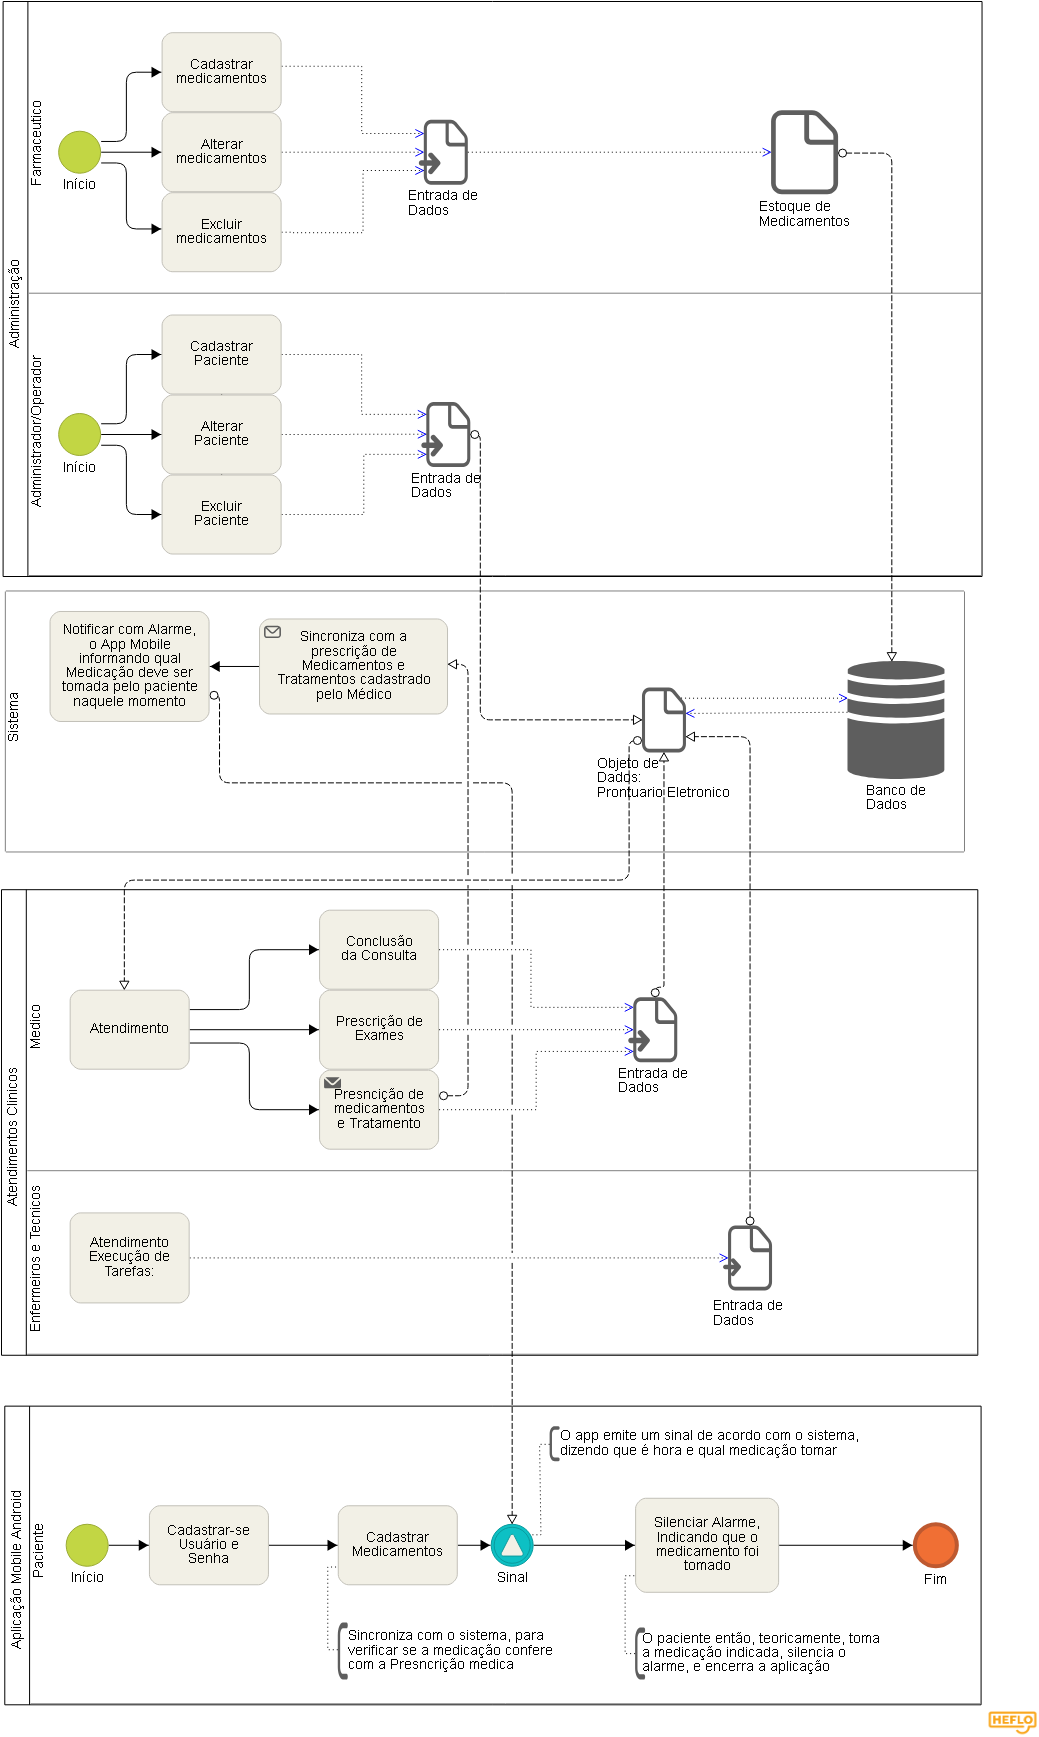 Administração
Farmaceutico
Início
Cadastrar
medicamentos
Alterar
medicamentos
Excluir
medicamentos
Entrada de
Dados
Estoque de
Medicamentos
Administrador/Operador
Início
Cadastrar
Paciente
Alterar
Paciente
Excluir
Paciente
Entrada de
Dados
Sistema
Notificar com Alarme,
o App Mobile
informando qual
Medicação deve ser
tomada pelo paciente
naquele momento
Sincroniza com a
prescrição de
Medicamentos e
Tratamentos cadastrado
pelo Médico
Objeto de
Dados:
Prontuario Eletronico
Banco de
Dados
Atendimentos Clinicos
Medico
Atendimento
Conclusão
da Consulta
Prescrição de
Exames
Presncição de
medicamentos
e Tratamento
Entrada de
Dados
Enfermeiros e Tecnicos
Atendimento
Execução de
Tarefas:
Entrada de
Dados
Aplicação Mobile Android
Paciente
Início
Cadastrar-se
Usuário e
Senha
Cadastrar
Medicamentos
Sinal
O app emite um sinal de acordo com o sistema,
dizendo que é hora e qual medicação tomar
Silenciar Alarme,
Indicando que o
medicamento foi
tomado
Fim
Sincroniza com o sistema, para
verificar se a medicação confere
com a Presncrição medica
O paciente então, teoricamente, toma
a medicação indicada, silencia o
alarme, e encerra a aplicação
HEFLO